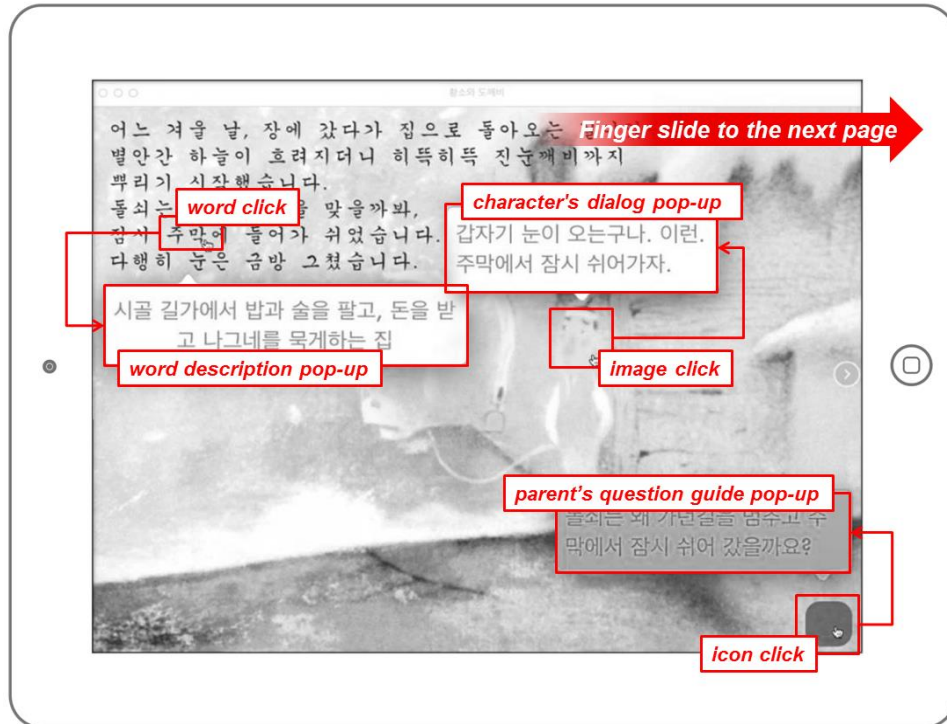 황소와 도깨비
어느 겨울 날, 장에 갔다가 집으로 돌아오는
Finger slide to the next page
별안간 하늘이 흐려지더니 히뜩히뜩 진눈깨비까지
뿌리기 시작했습니다.
돌쇠는 맞을까봐,
잠시 주막에 들어가 쉬었습니다.
다행히 눈은 금방 그쳤습니다.
word click
character's dialog pop-up
갑자기 눈이 오는구나. 이런.
주막에서 잠시 쉬어가자.
시골 길가에서 밥과 술을 팔고, 돈을 받
고 나그네를 묵게하는 집
word description pop-up
image click
parent's question guide pop-up
돌쇠는 왜 가던길을 멈추고 주
막에서 잠시 쉬어 갔을까요?
icon click